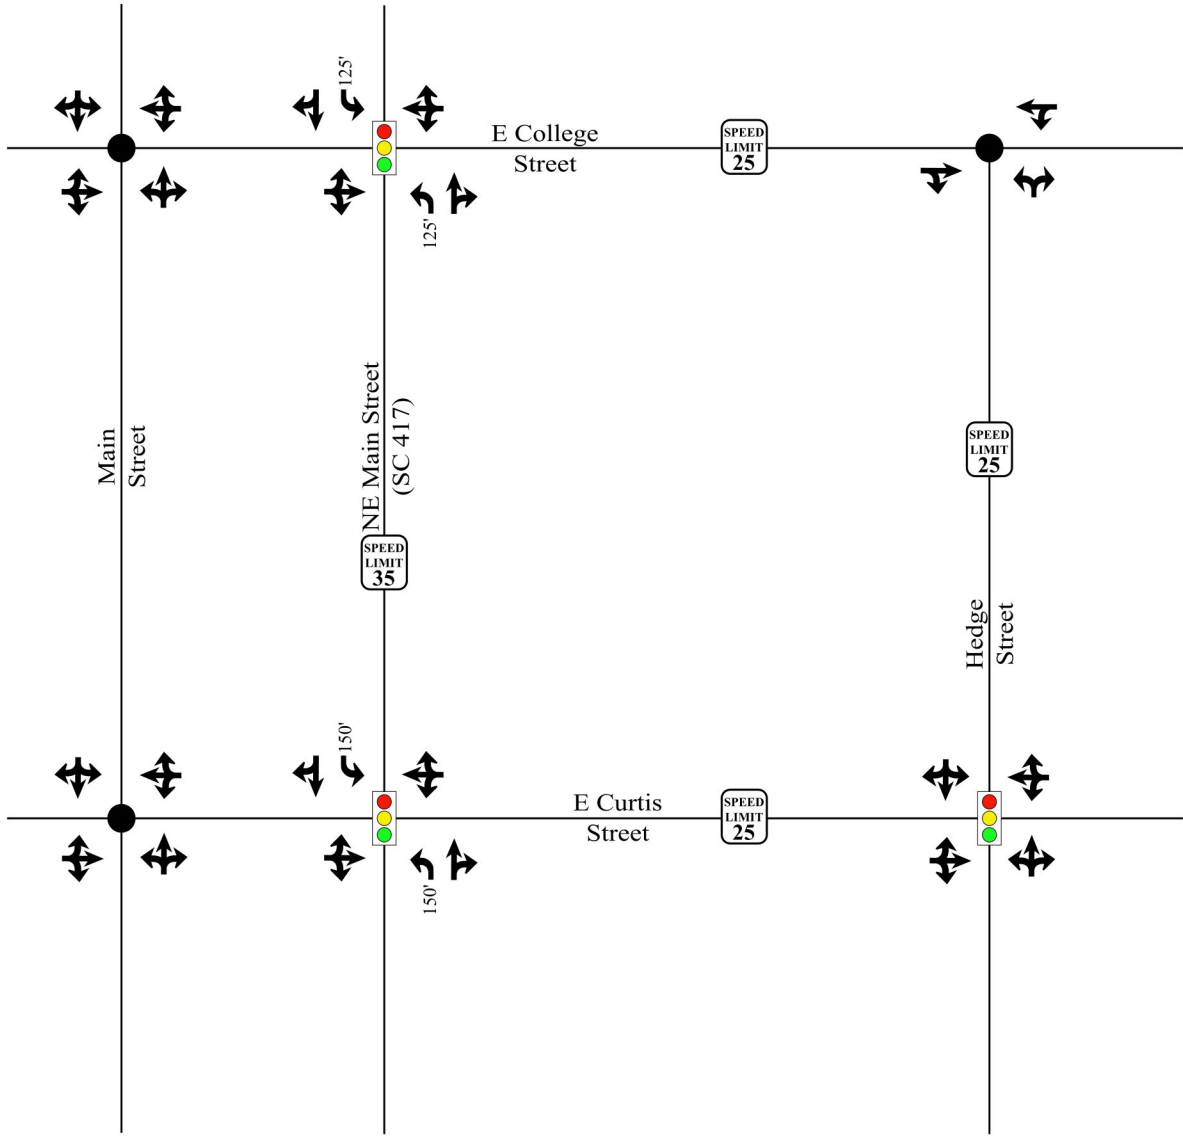 125'
E College
Street
SPEED
LIMIT
25
125'
Main
Street
NE Main Street
(SC 417)
SPEED
LIMIT
25
SPEED
LIMIT
35
Hedge
Street
150'
E Curtis
Street
SPEED
LIMIT
25
150'